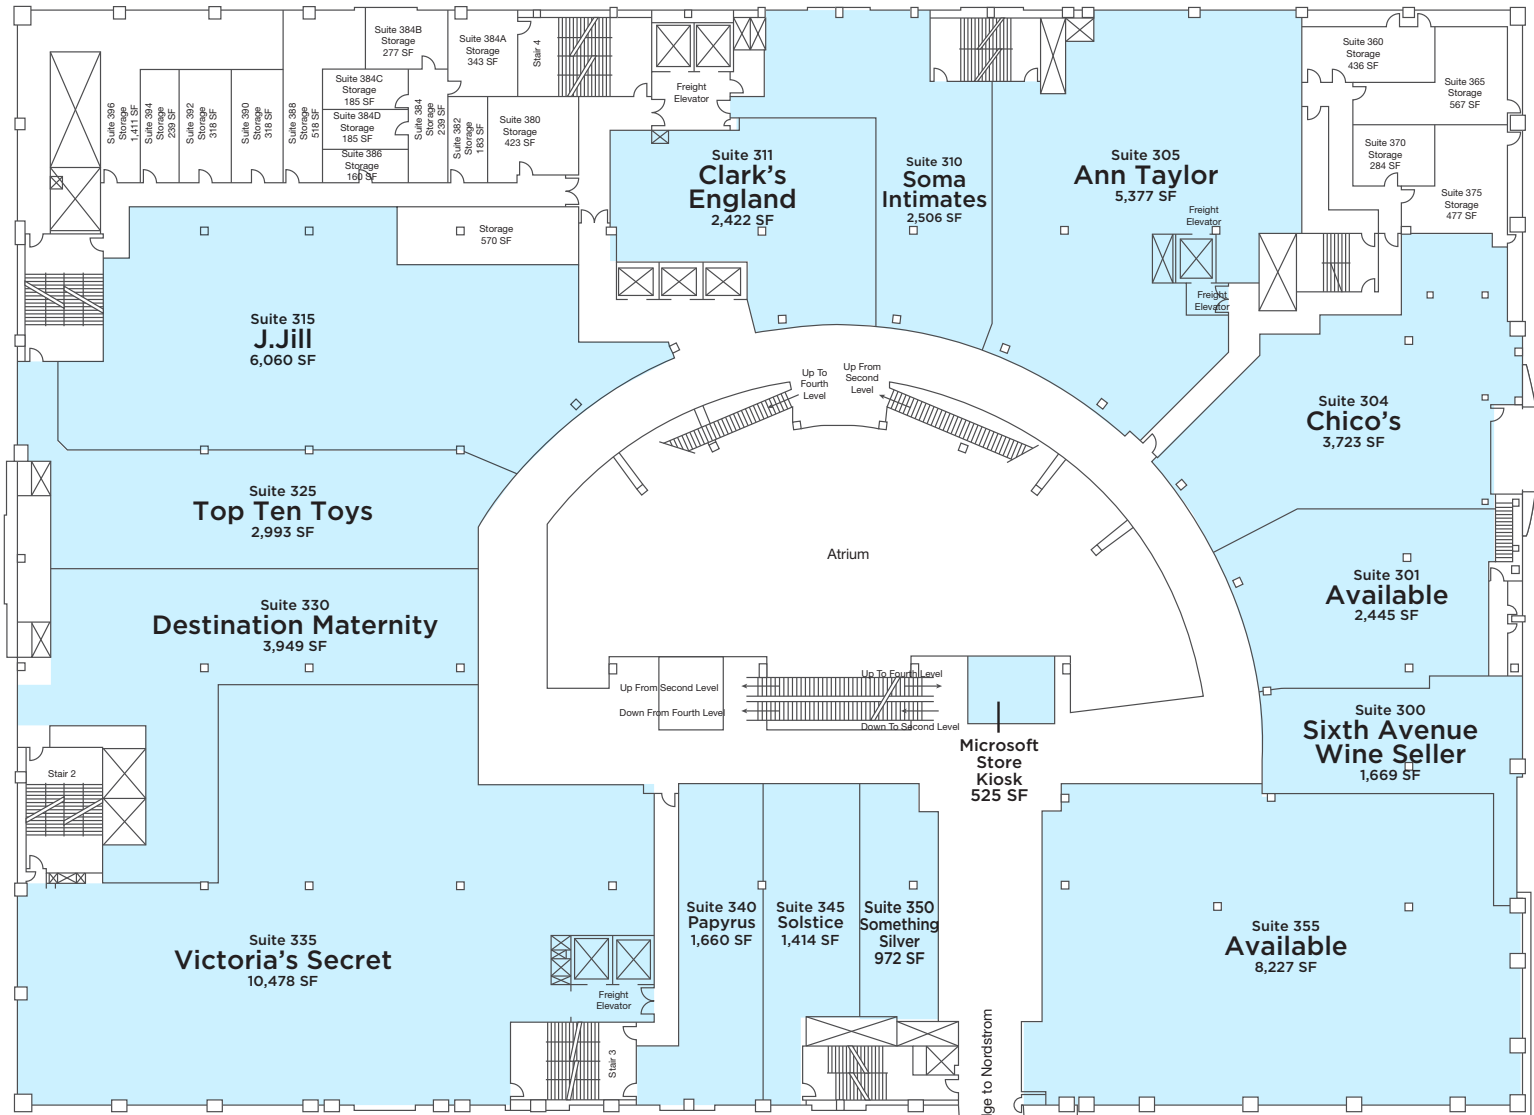 Suite 384B
Storage
277 SF
Suite 384A
Storage
343 SF
Stair 4
Freight
Elevator
Suite 360
Storage
436 SF
Suite 365
Storage
567 SF
Suite 396
Storage
1,411 SF
Suite 394
Storage
239 SF
Suite 392
Storage
318 SF
Suite 390
Storage
318 SF
Suite 388
Storage
518 SF
Suite 384C
Storage
185 SF
Suite 384D
Storage
185 SF
Suite 386
Storage
160 SF
Suite 384
Storage
239 SF
Suite 382
Storage
183 SF
Suite 380
Storage
423 SF
Suite 370
Storage
284 SF
Suite 375
Storage
477 SF
Suite 311
Clark's
England
2,422 SF
Suite 310
Soma
Intimates
2,506 SF
Suite 305
Ann Taylor
5,377 SF
Freight
Elevator
Freight
Elevator
Storage
570 SF
Suite 315
J.Jill
6,060 SF
Up To
Fourth
Level
Up From
Second
Level
Suite 304
Chico's
3,723 SF
Suite 325
Top Ten Toys
2,993 SF
Atrium
Suite 301
Available
2,445 SF
Suite 330
Destination Maternity
3,949 SF
Up From Second Level
Down From Fourth Level
Up To Fourth Level
Down To Second Level
Microsoft
Store
Kiosk
525 SF
Suite 300
Sixth Avenue
Wine Seller
1,669 SF
Stair 2
Suite 335
Victoria's Secret
10,478 SF
Freight
Elevator
Stair 3
Suite 340
Papyrus
1,660 SF
Suite 345
Solstice
1,414 SF
Suite 350
Something
Silver
972 SF
Suite 355
Available
8,227 SF
dge to Nordstrom